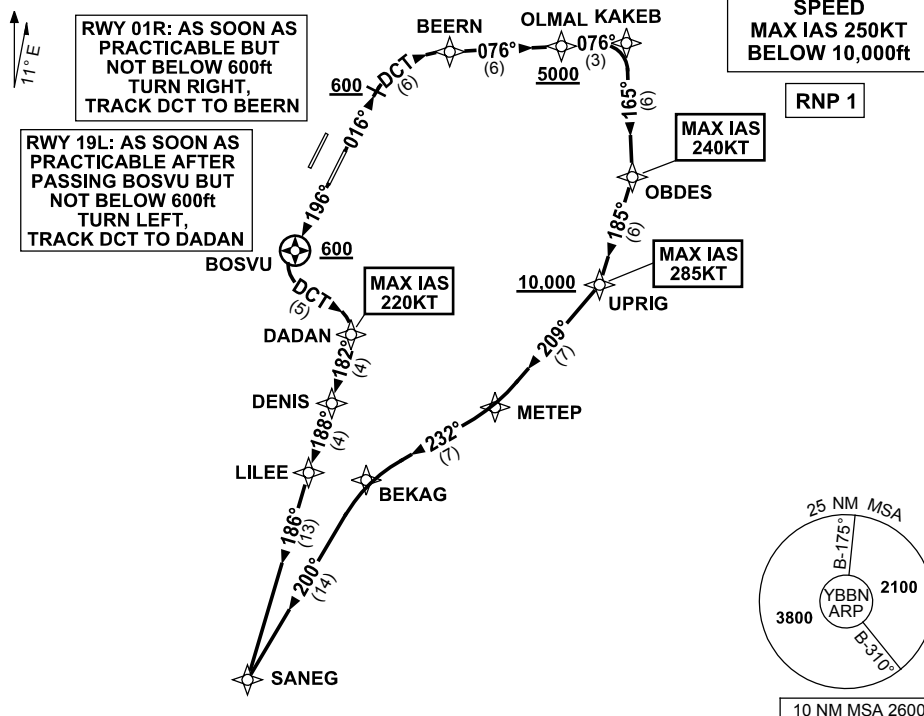 11° E
RWY 01R: AS SOON AS
PRACTICABLE BUT
NOT BELOW 600ft
TURN RIGHT,
TRACK DCT TO BEERN
RWY 19L: AS SOON AS
PRACTICABLE AFTER
PASSING BOSVU BUT
NOT BELOW 600ft
TURN LEFT,
TRACK DCT TO DADAN
SPEED
MAX IAS 250KT
BELOW 10,000ft
RNP 1
BEERN
076°
(6)
OLMAL
5000
076°
(3)
KAKEB
600
DCT
(6)
016°
196°
165°
(6)
MAX IAS
240KT
OBDES
185°
(6)
MAX IAS
285KT
10,000
UPRIG
BOSVU
600
DCT
(5)
MAX IAS
220KT
DADAN
182°
(4)
DENIS
188°
(4)
LILEE
186°
(13)
209°
(7)
METEP
232°
(7)
BEKAG
200°
(14)
SANEG
25 NM MSA
B-175°
YBBN
ARP
2100
3800
B-310°
10 NM MSA 2600